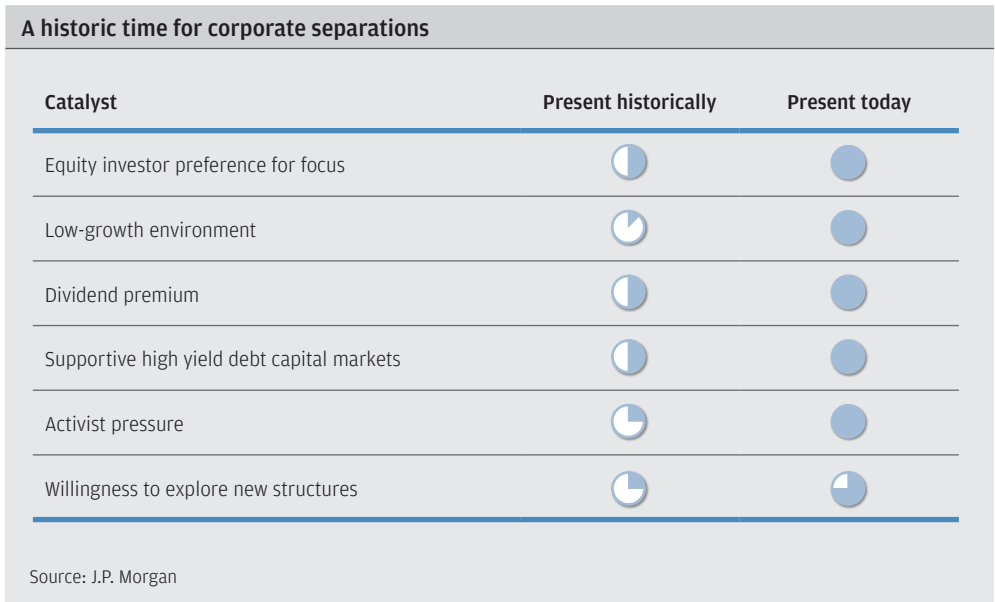 A historic time for corporate separations
Catalyst Present historically Present today
Equity investor preference for focus
Low-growth environment
Dividend premium
Supportive high yield debt capital markets
Activist pressure
Willingness to explore new structures
Source: J.P. Morgan